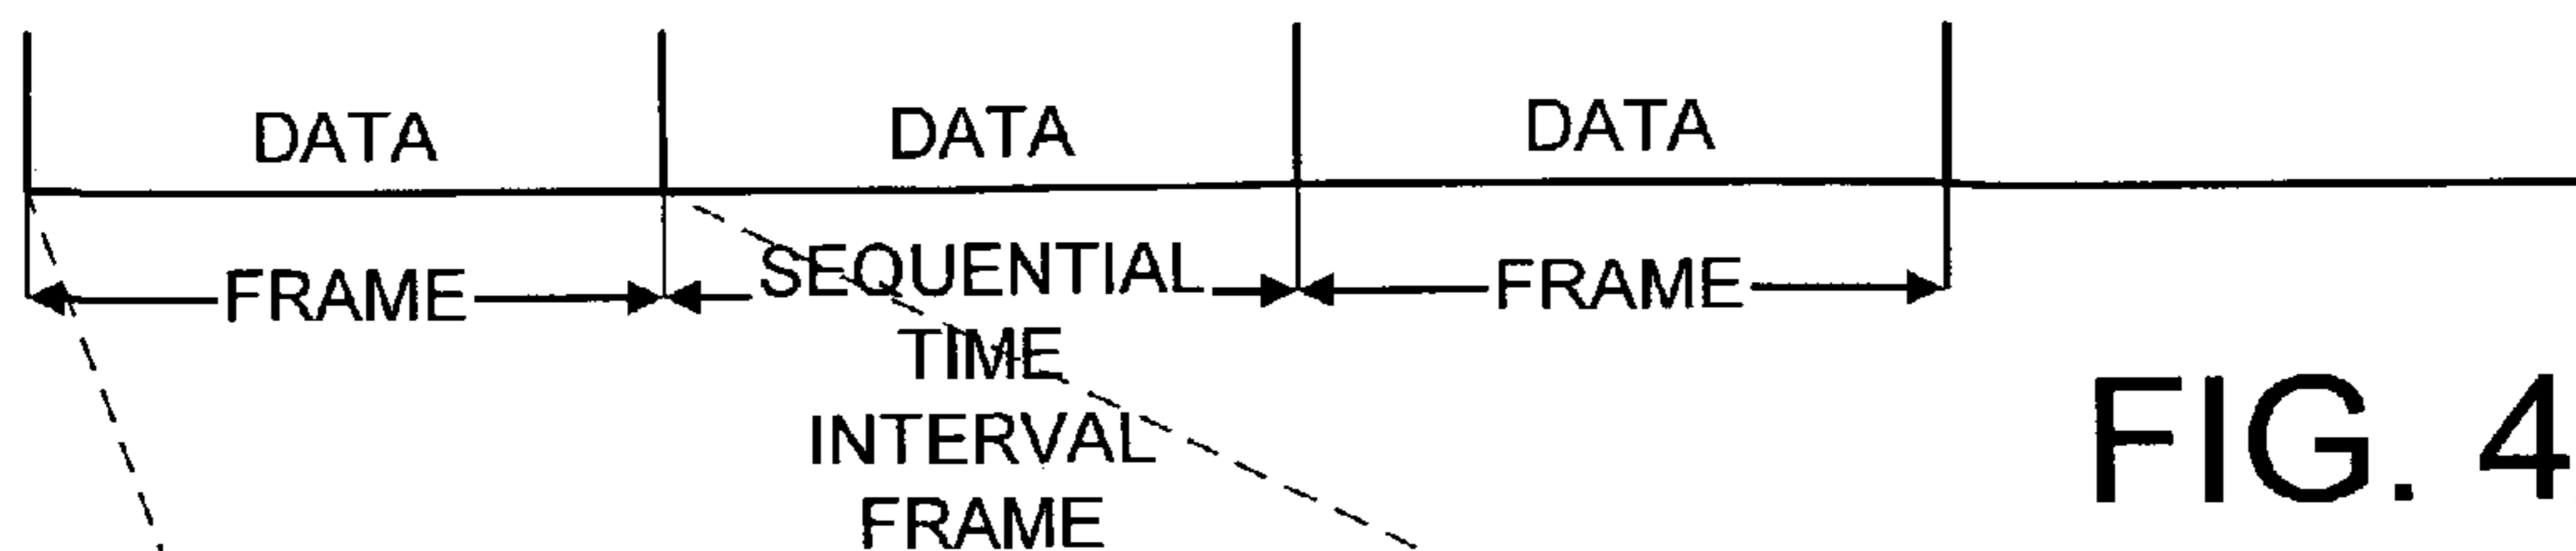 DATA DATA DATA
FRAME SEQUENTIAL TIME INTERVAL FRAME FRAME
FIG. 4